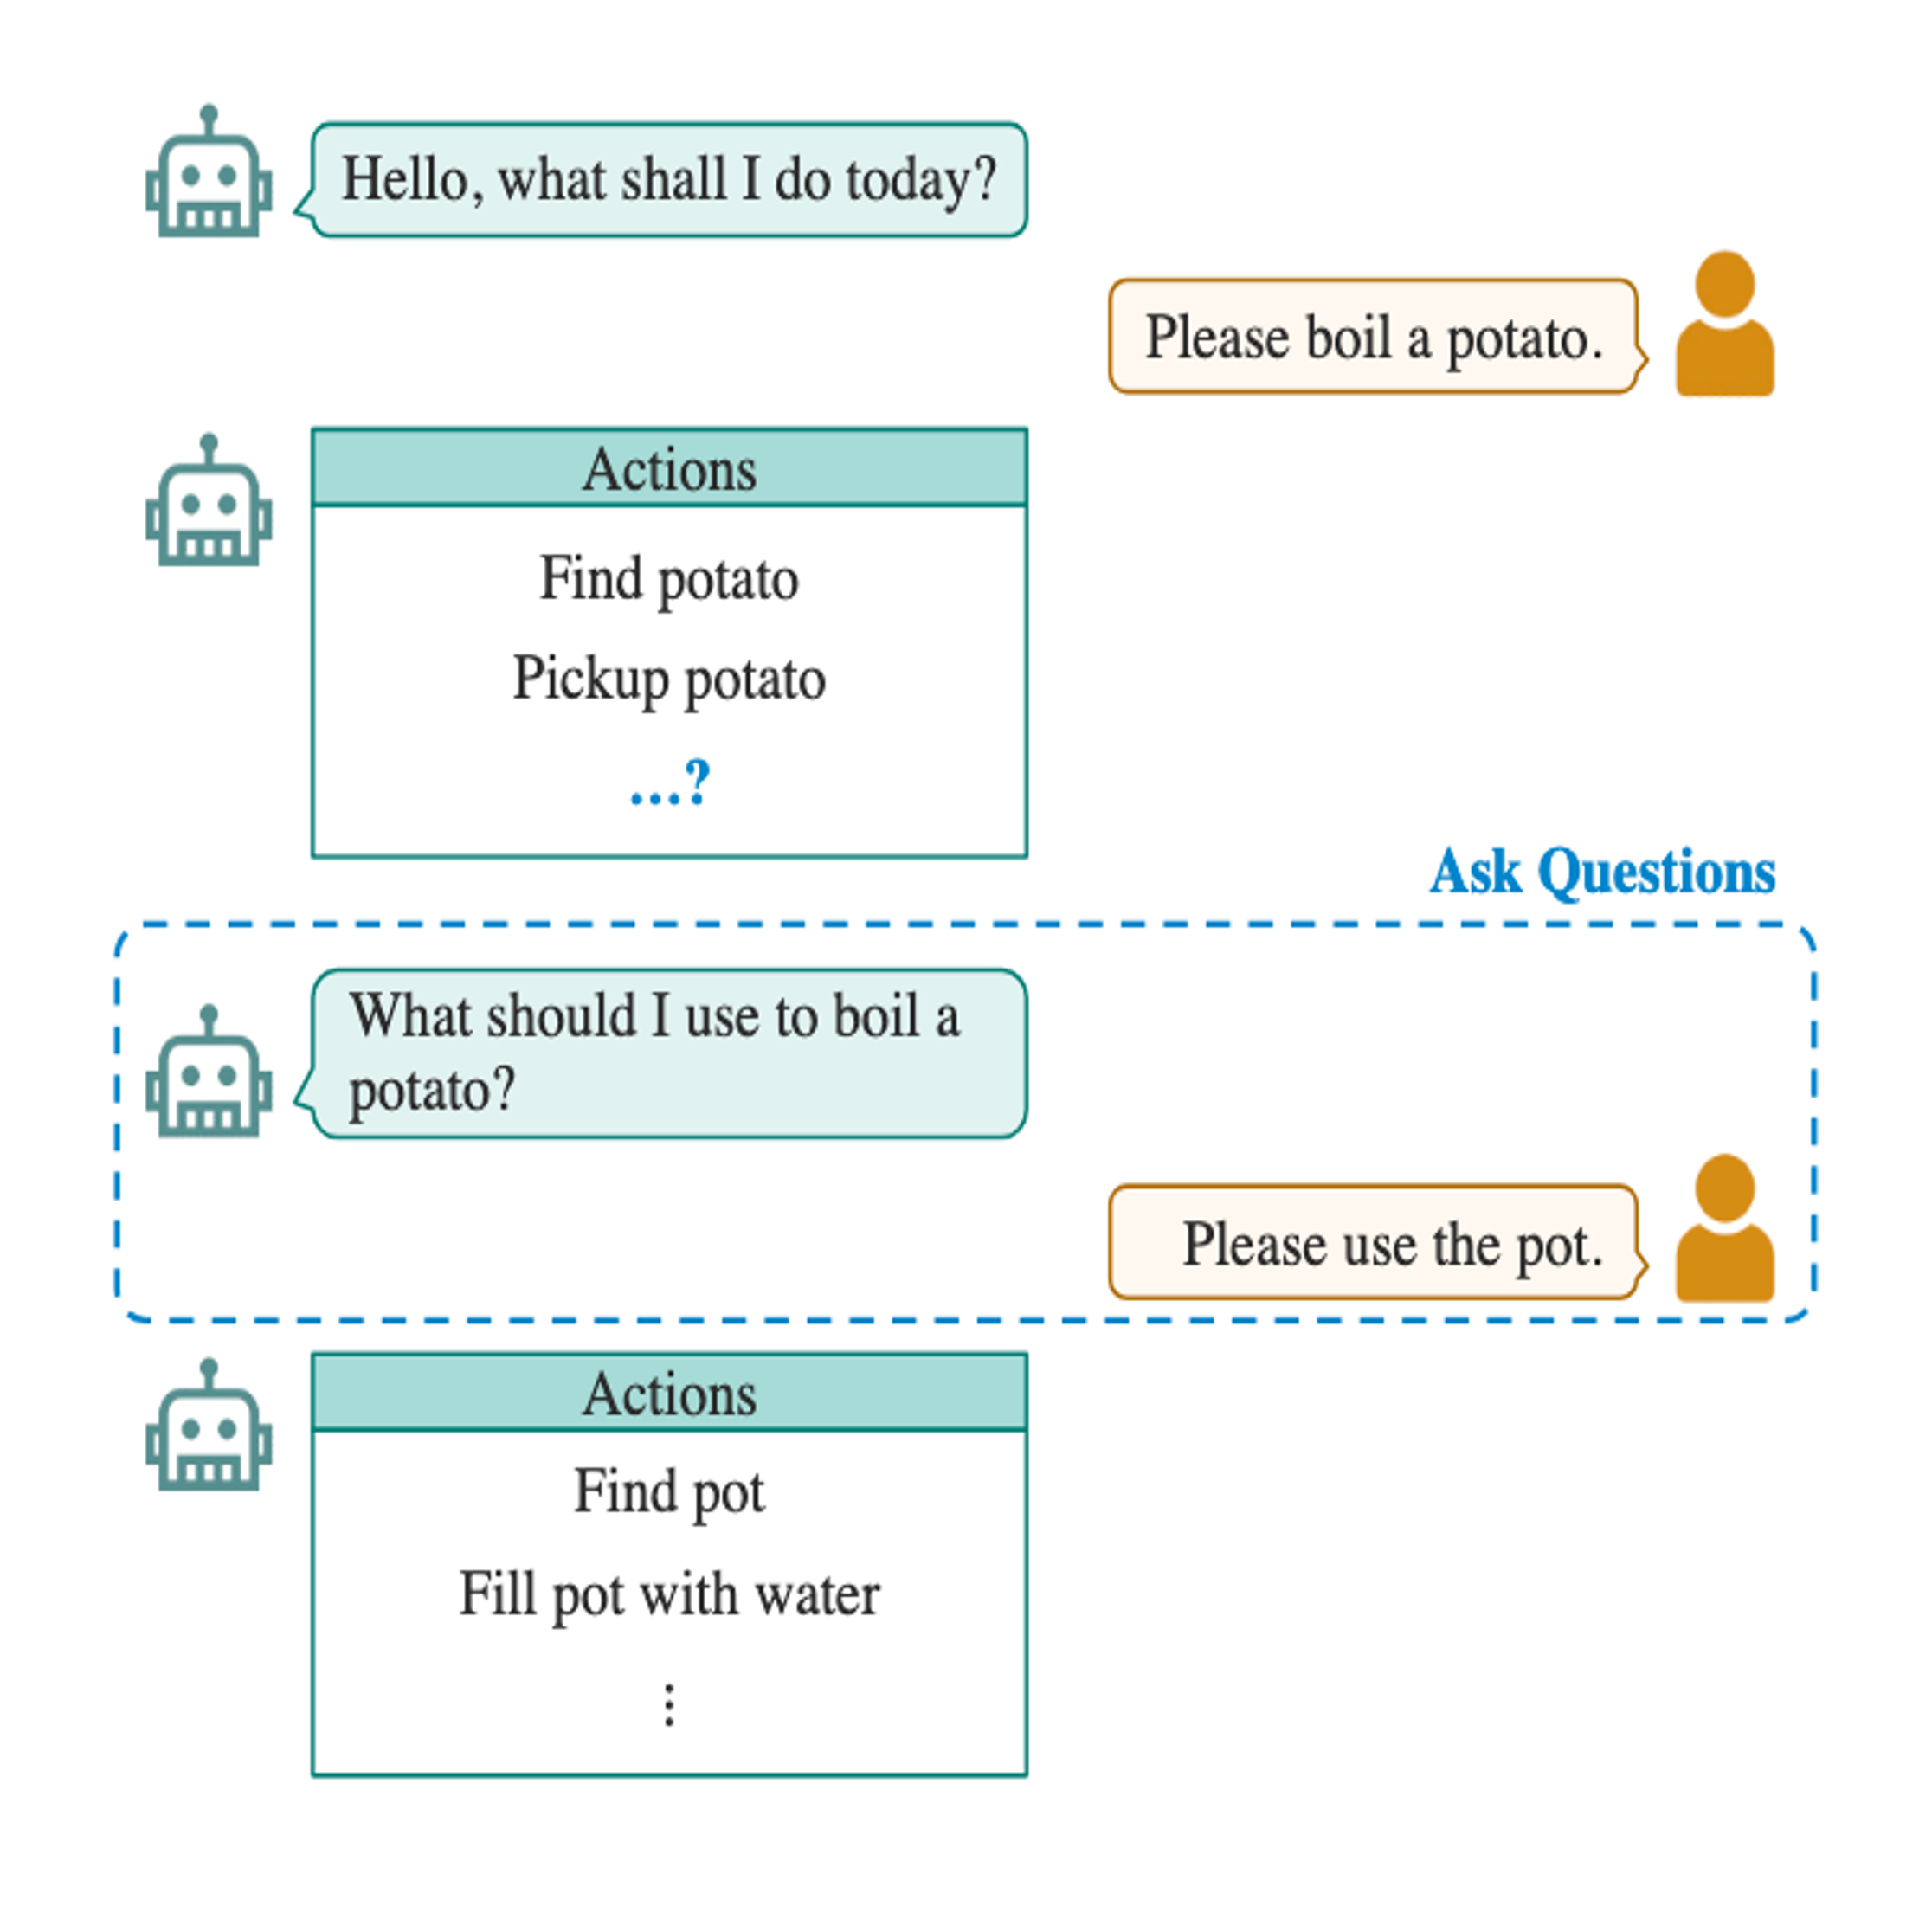 Hello, what shall I do today?
Please boil a potato.
Actions
Find potato
Pickup potato
...?
Ask Questions
What should I use to boil a
potato?
Please use the pot.
Actions
Find pot
Fill pot with water
⋮